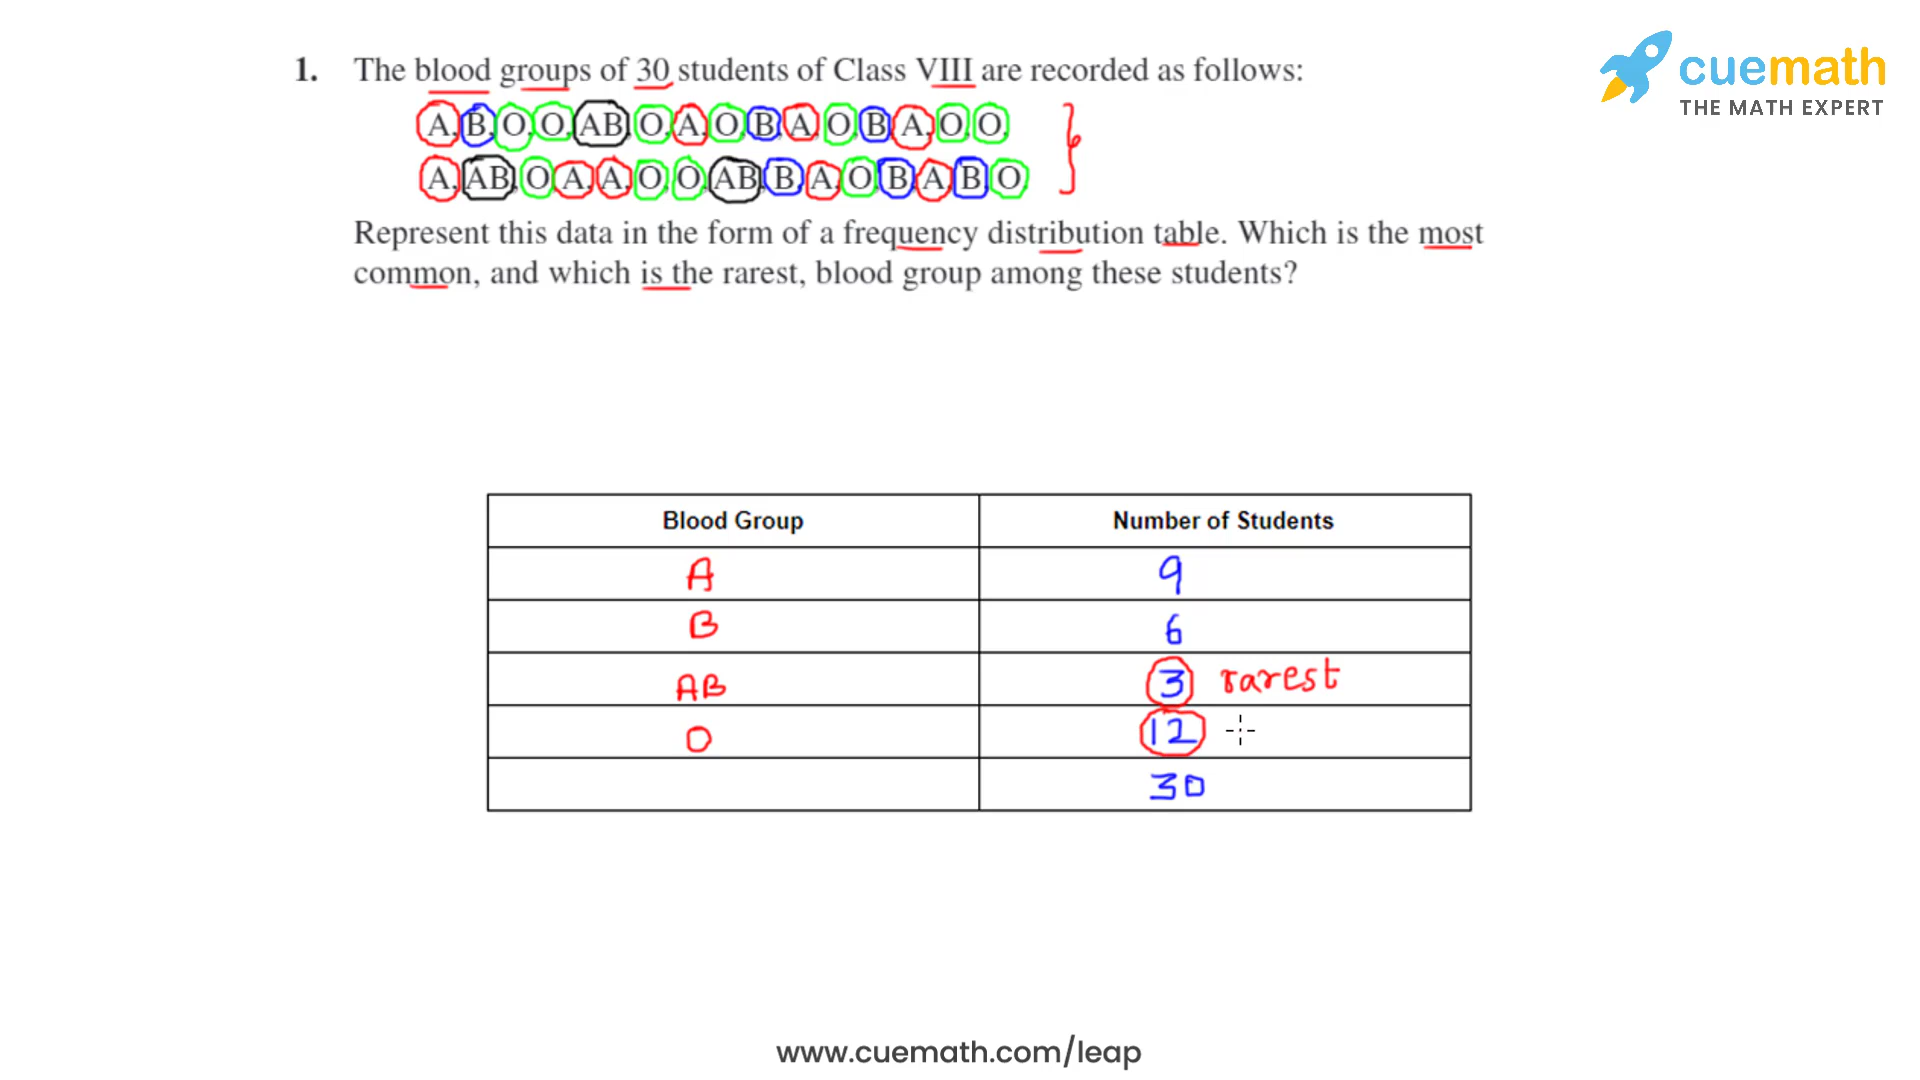 1. The blood groups of 30 students of Class VIII are recorded as follows:
A, B, O, O, AB, O, A, O, B, A, O, B, A, O, O,
A, AB, O, A, A, O, O, AB, B, A, O, B, A, B, O.
Represent this data in the form of a frequency distribution table. Which is the most
common, and which is the rarest, blood group among these students?
cuemath
THE MATH EXPERT
Blood Group Number of Students
A 9
B 6
AB 3 rarest
O 12
30
www.cuemath.com/leap